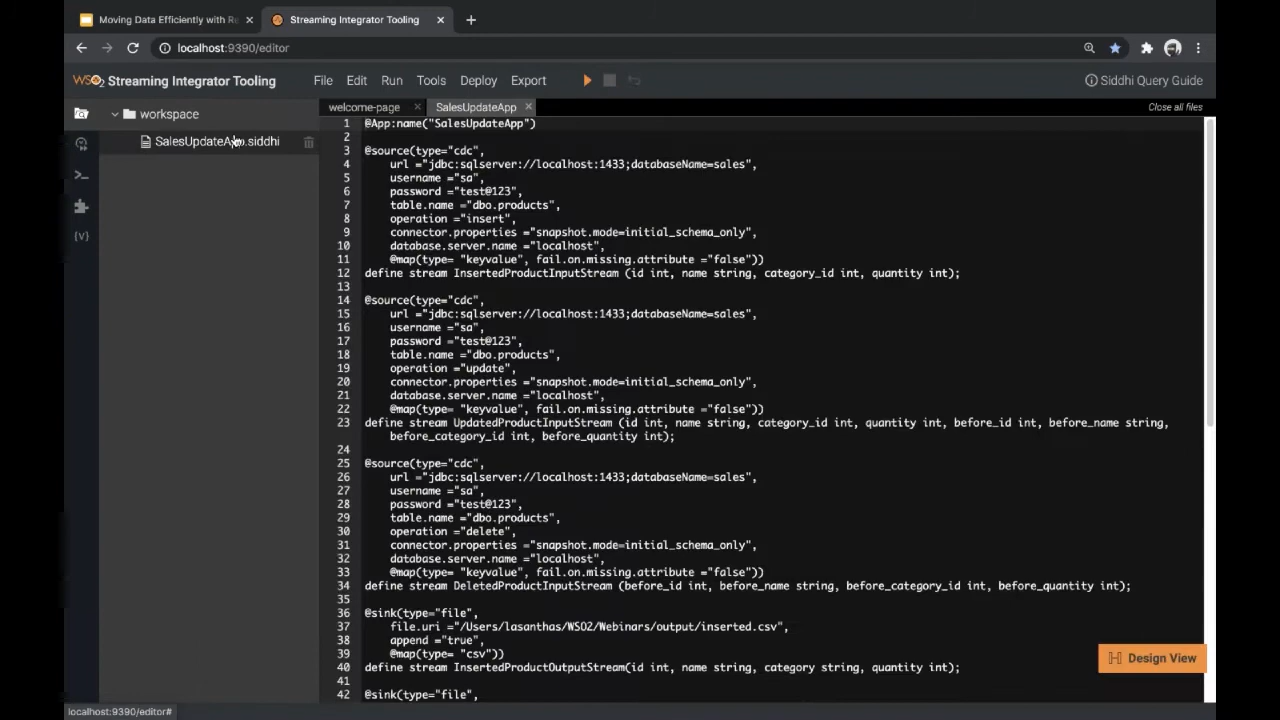 Moving Data Efficiently with Re
Streaming Integrator Tooling
localhost:9390/editor
WSO2 Streaming Integrator Tooling
File Edit Run Tools Deploy Export
Siddhi Query Guide
workspace
SalesUpdateApp.siddhi
welcome-page
SalesUpdateApp
Close all files
1 @App:name("SalesUpdateApp")
2
3 @source(type="cdc",
4 url ="jdbc:sqlserver://localhost:1433;databaseName=sales",
5 username ="sa",
6 password ="test@123",
7 table.name ="dbo.products",
8 operation ="insert",
9 connector.properties ="snapshot.mode=initial_schema_only",
10 database.server.name ="localhost",
11 @map(type= "keyvalue", fail.on.missing.attribute ="false"))
12 define stream InsertedProductInputStream (id int, name string, category_id int, quantity int);
13
14 @source(type="cdc",
15 url ="jdbc:sqlserver://localhost:1433;databaseName=sales",
16 username ="sa",
17 password ="test@123",
18 table.name ="dbo.products",
19 operation ="update",
20 connector.properties ="snapshot.mode=initial_schema_only",
21 database.server.name ="localhost",
22 @map(type= "keyvalue", fail.on.missing.attribute ="false"))
23 define stream UpdatedProductInputStream (id int, name string, category_id int, quantity int, before_id int, before_name string,
before_category_id int, before_quantity int);
24
25 @source(type="cdc",
26 url ="jdbc:sqlserver://localhost:1433;databaseName=sales",
27 username ="sa",
28 password ="test@123",
29 table.name ="dbo.products",
30 operation ="delete",
31 connector.properties ="snapshot.mode=initial_schema_only",
32 database.server.name ="localhost",
33 @map(type= "keyvalue", fail.on.missing.attribute ="false"))
34 define stream DeletedProductInputStream (before_id int, before_name string, before_category_id int, before_quantity int);
35
36 @sink(type="file",
37 file.uri ="/Users/lasanthas/WSO2/Webinars/output/inserted.csv",
38 append ="true",
39 @map(type= "csv"))
40 define stream InsertedProductOutputStream(id int, name string, category string, quantity int);
41
42 @sink(type="file",
Design View
localhost:9390/editor#